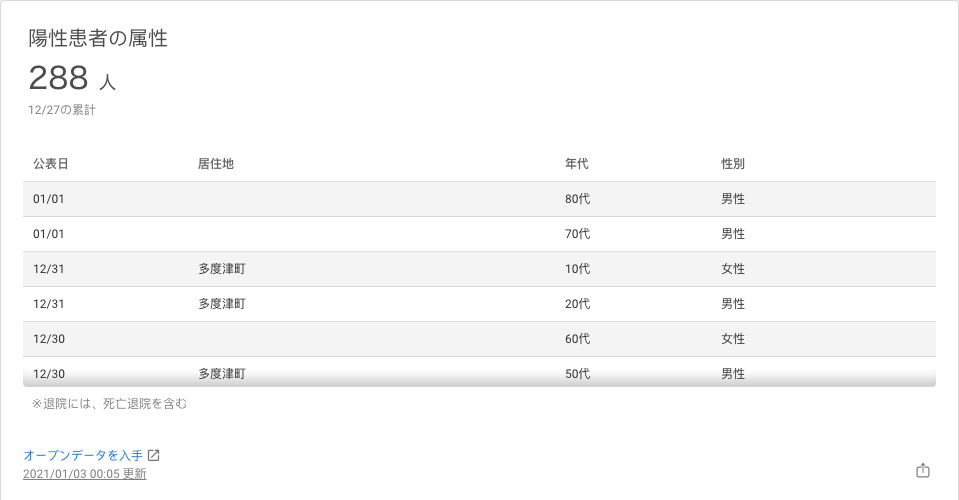 陽性患者の属性
288 人
12/27の累計
公表日 居住地 年代 性別
01/01 80代 男性
01/01 70代 男性
12/31 多度津町 10代 女性
12/31 多度津町 20代 男性
12/30 60代 女性
12/30 多度津町 50代 男性
※退院には、死亡退院を含む
オープンデータを入手
2021/01/03 00:05 更新